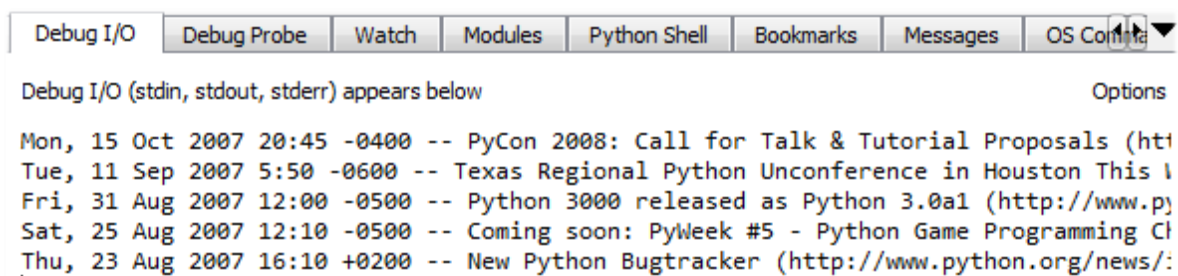 Debug I/O Debug Probe Watch Modules Python Shell Bookmarks Messages OS
Debug I/O (stdin, stdout, stderr) appears below Options
Mon, 15 Oct 2007 20:45 -0400 -- PyCon 2008: Call for Talk & Tutorial Proposals
Tue, 11 Sep 2007 5:50 -0600 -- Texas Regional Python Unconference in Houston This
Fri, 31 Aug 2007 12:00 -0500 -- Python 3000 released as Python 3.0a1 (http://www.py
Sat, 25 Aug 2007 12:10 -0500 -- Coming soon: PyWeek #5 - Python Game Programming
Thu, 23 Aug 2007 16:10 +0200 -- New Python Bugtracker (http://www.python.org/news/